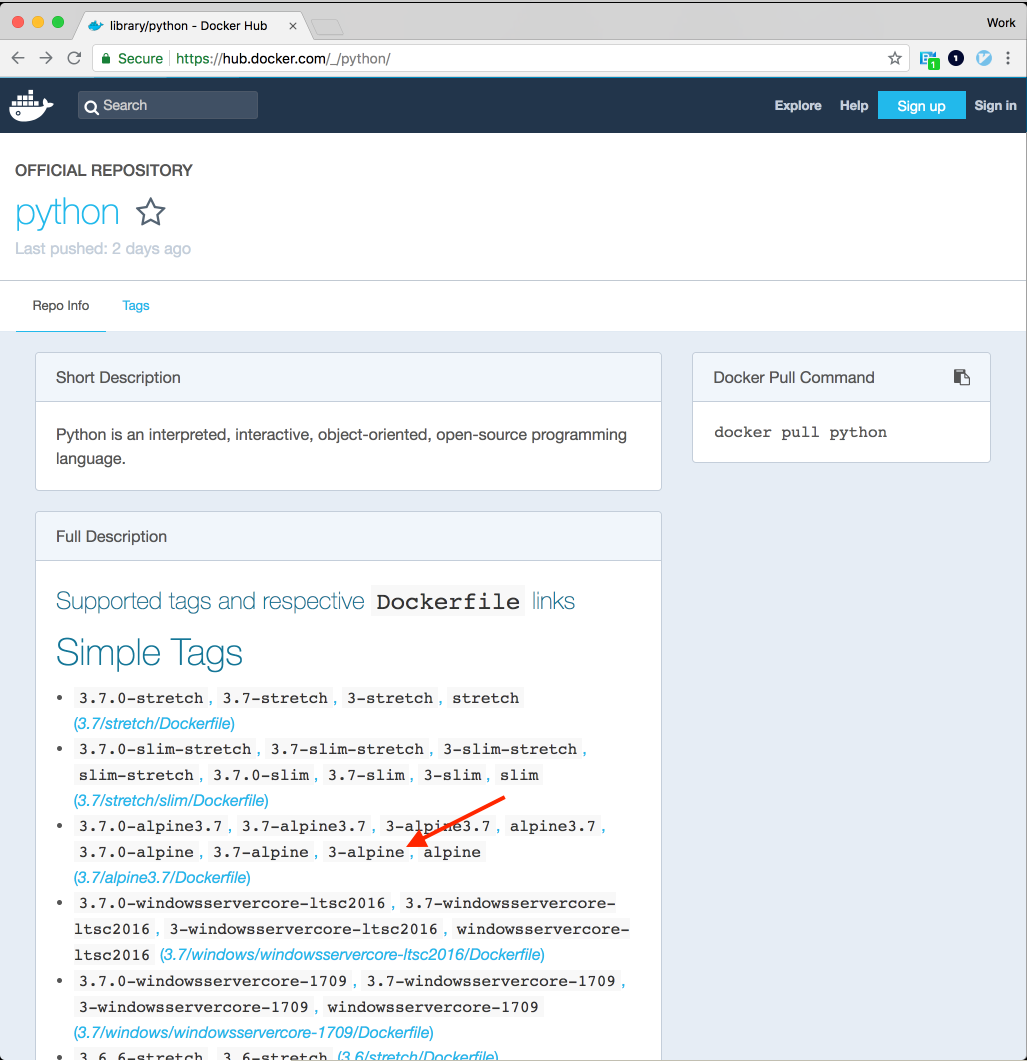 library/python - Docker Hub
Work
Secure https://hub.docker.com/_/python/
1
1
Search
Explore Help Sign up Sign in
OFFICIAL REPOSITORY
python
Last pushed: 2 days ago
Repo Info Tags
Short Description
Python is an interpreted, interactive, object-oriented, open-source programming
language.
Docker Pull Command
docker pull python
Full Description
Supported tags and respective Dockerfile links
Simple Tags
• 3.7.0-stretch, 3.7-stretch, 3-stretch, stretch
(3.7/stretch/Dockerfile)
• 3.7.0-slim-stretch, 3.7-slim-stretch, 3-slim-stretch,
slim-stretch, 3.7.0-slim, 3.7-slim, 3-slim, slim
(3.7/stretch/slim/Dockerfile)
• 3.7.0-alpine3.7, 3.7-alpine3.7, 3-alpine3.7, alpine3.7,
3.7.0-alpine, 3.7-alpine, 3-alpine, alpine
(3.7/alpine3.7/Dockerfile)
• 3.7.0-windowsservercore-ltsc2016, 3.7-windowsservercore-
ltsc2016, 3-windowsservercore-ltsc2016, windowsservercore-
ltsc2016 (3.7/windows/windowsservercore-ltsc2016/Dockerfile)
• 3.7.0-windowsservercore-1709, 3.7-windowsservercore-1709,
3-windowsservercore-1709, windowsservercore-1709
(3.7/windows/windowsservercore-1709/Dockerfile)
• 3.6.6-stretch, 3.6-stretch (3.6/stretch/Dockerfile)